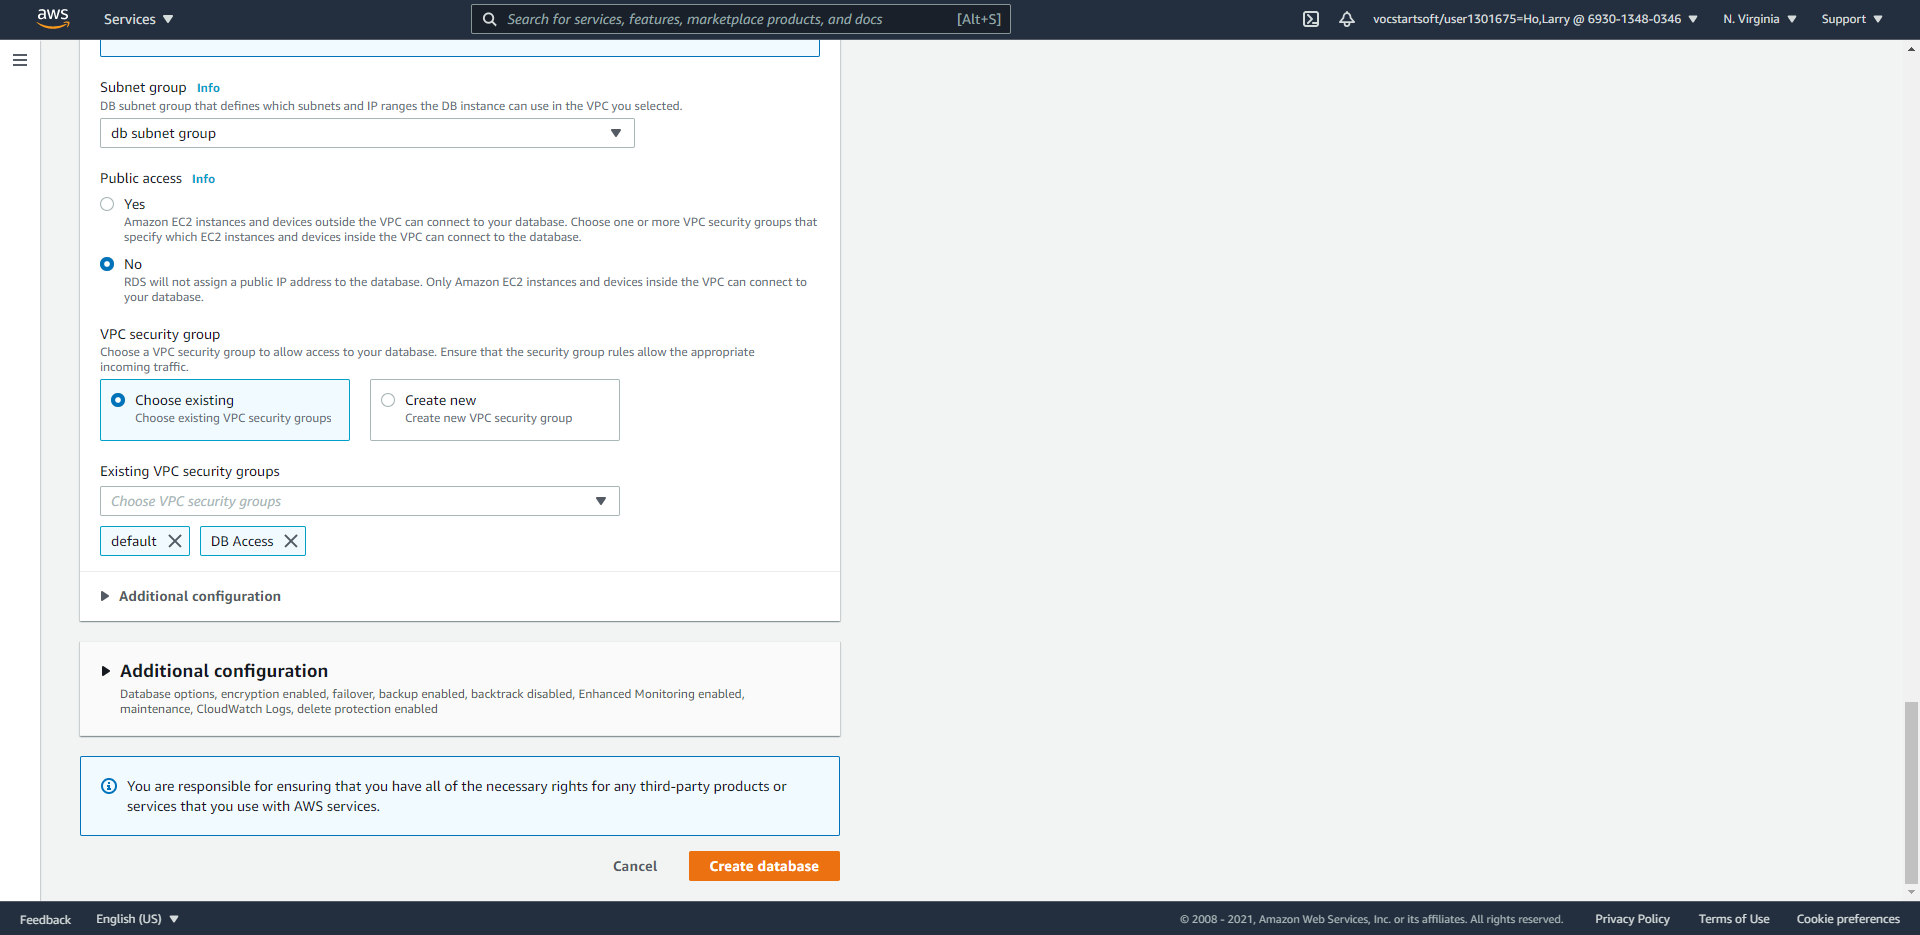 aws
Services
Search for services, features, marketplace products, and docs
[Alt+S]
vocstartsoft/user1301675=Ho,Larry @ 6930-1348-0346
N. Virginia
Support
Subnet group Info
DB subnet group that defines which subnets and IP ranges the DB instance can use in the VPC you selected.
db subnet group
Public access Info
Yes
Amazon EC2 instances and devices outside the VPC can connect to your database. Choose one or more VPC security groups that
specify which EC2 instances and devices inside the VPC can connect to the database.
No
RDS will not assign a public IP address to the database. Only Amazon EC2 instances and devices inside the VPC can connect to
your database.
VPC security group
Choose a VPC security group to allow access to your database. Ensure that the security group rules allow the appropriate
incoming traffic.
Choose existing
Choose existing VPC security groups
Create new
Create new VPC security group
Existing VPC security groups
Choose VPC security groups
default
DB Access
Additional configuration
Additional configuration
Database options, encryption enabled, failover, backup enabled, backtrack disabled, Enhanced Monitoring enabled,
maintenance, CloudWatch Logs, delete protection enabled
You are responsible for ensuring that you have all of the necessary rights for any third-party products or
services that you use with AWS services.
Cancel
Create database
Feedback
English (US)
© 2008 - 2021, Amazon Web Services, Inc. or its affiliates. All rights reserved.
Privacy Policy
Terms of Use
Cookie preferences